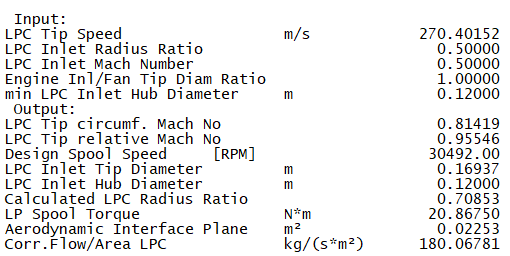 Input:
LPC Tip Speed m/s 270.40152
LPC Inlet Radius Ratio 0.50000
LPC Inlet Mach Number 0.50000
Engine Inl/Fan Tip Diam Ratio 1.00000
min LPC Inlet Hub Diameter m 0.12000
Output:
LPC Tip circumf. Mach No 0.81419
LPC Tip relative Mach No 0.95546
Design Spool Speed [RPM] 30492.00
LPC Inlet Tip Diameter m 0.16937
LPC Inlet Hub Diameter m 0.12000
Calculated LPC Radius Ratio 0.70853
LP Spool Torque N*m 20.86750
Aerodynamic Interface Plane m² 0.02253
Corr.Flow/Area LPC kg/(s*m²) 180.06781